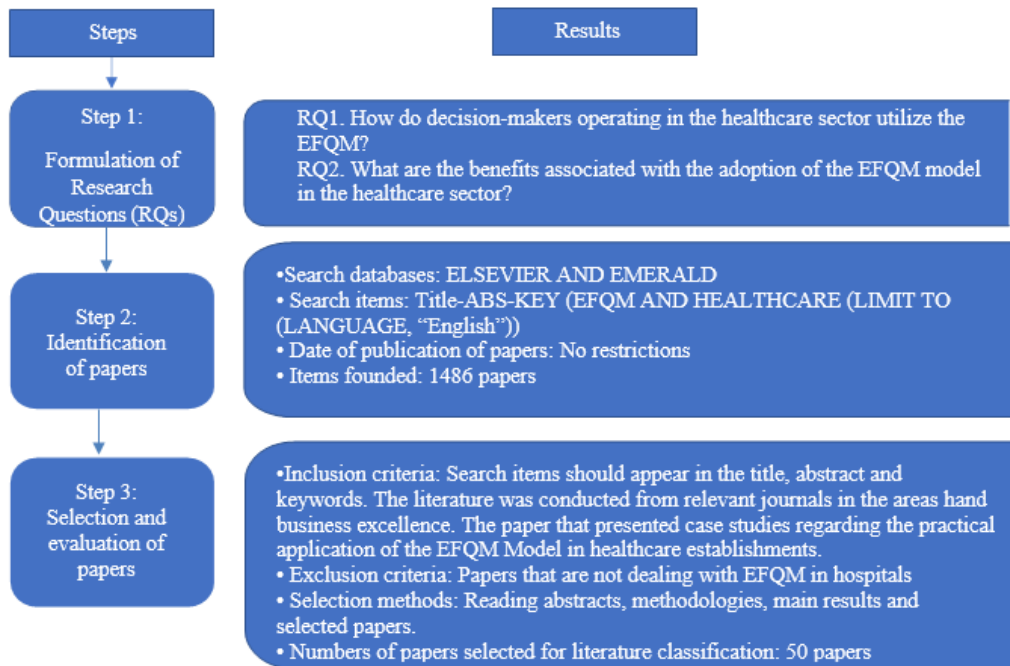 Steps
Results
Step 1:
Formulation of
Research
Questions (RQs)
RQ1. How do decision-makers operating in the healthcare sector utilize the
EFQM?
RQ2. What are the benefits associated with the adoption of the EFQM model
in the healthcare sector?
Step 2:
Identification
of papers
•Search databases: ELSEVIER AND EMERALD
• Search items: Title-ABS-KEY (EFQM AND HEALTHCARE (LIMIT TO
(LANGUAGE, “English”))
• Date of publication of papers: No restrictions
• Items founded: 1486 papers
Step 3:
Selection and
evaluation of
papers
•Inclusion criteria: Search items should appear in the title, abstract and
keywords. The literature was conducted from relevant journals in the areas hand
business excellence. The paper that presented case studies regarding the practical
application of the EFQM Model in healthcare establishments.
• Exclusion criteria: Papers that are not dealing with EFQM in hospitals
• Selection methods: Reading abstracts, methodologies, main results and
selected papers.
• Numbers of papers selected for literature classification: 50 papers